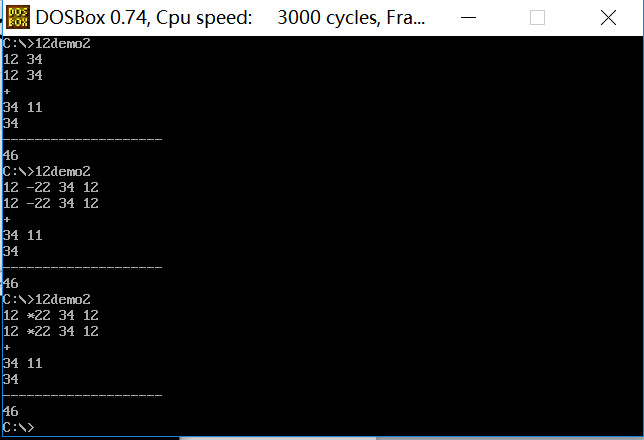 DOSBox 0.74, Cpu speed:    3000 cycles, Fra...
C:\>12demo2
12 34
12 34
+
34 11
34
--------------------
46
C:\>12demo2
12 -22 34 12
12 -22 34 12
+
34 11
34
--------------------
46
C:\>12demo2
12 *22 34 12
12 *22 34 12
+
34 11
34
--------------------
46
C:\>